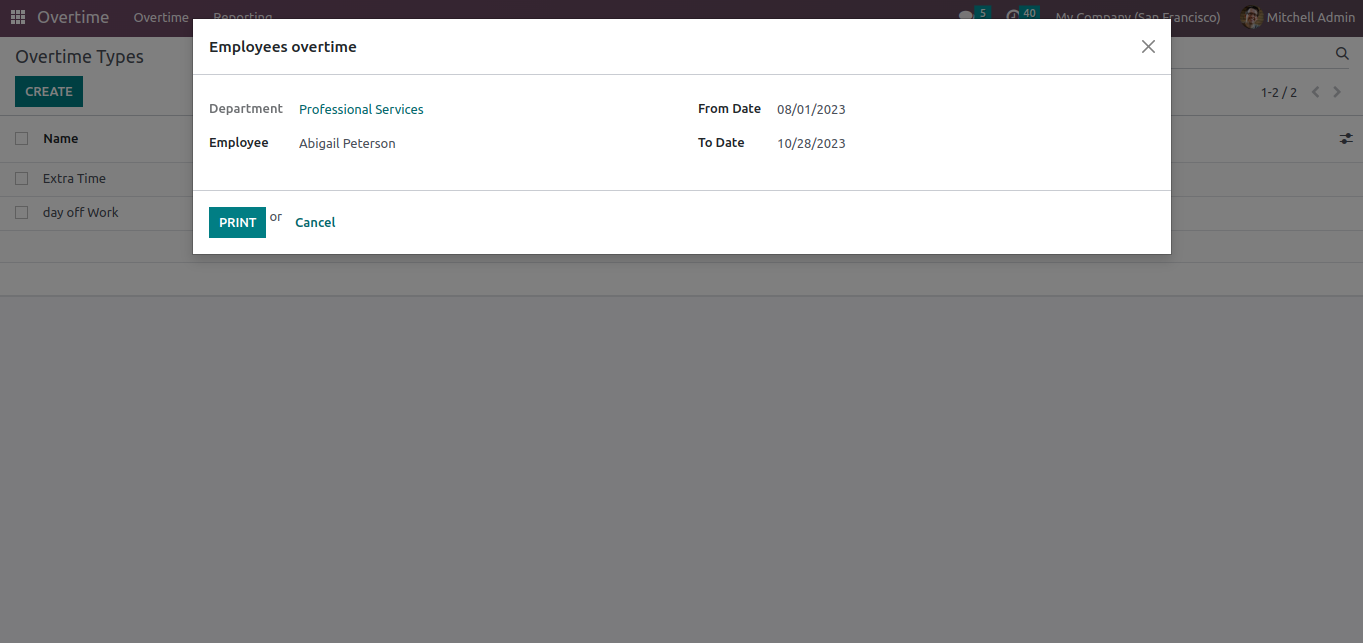 Overtime Overtime Reporting 5 40 My Company (San Francisco) Mitchell Admin
Employees overtime
Overtime Types
CREATE
1-2 / 2
Department Professional Services From Date 08/01/2023
Employee Abigail Peterson To Date 10/28/2023
Name
Extra Time
day off Work
PRINT or Cancel